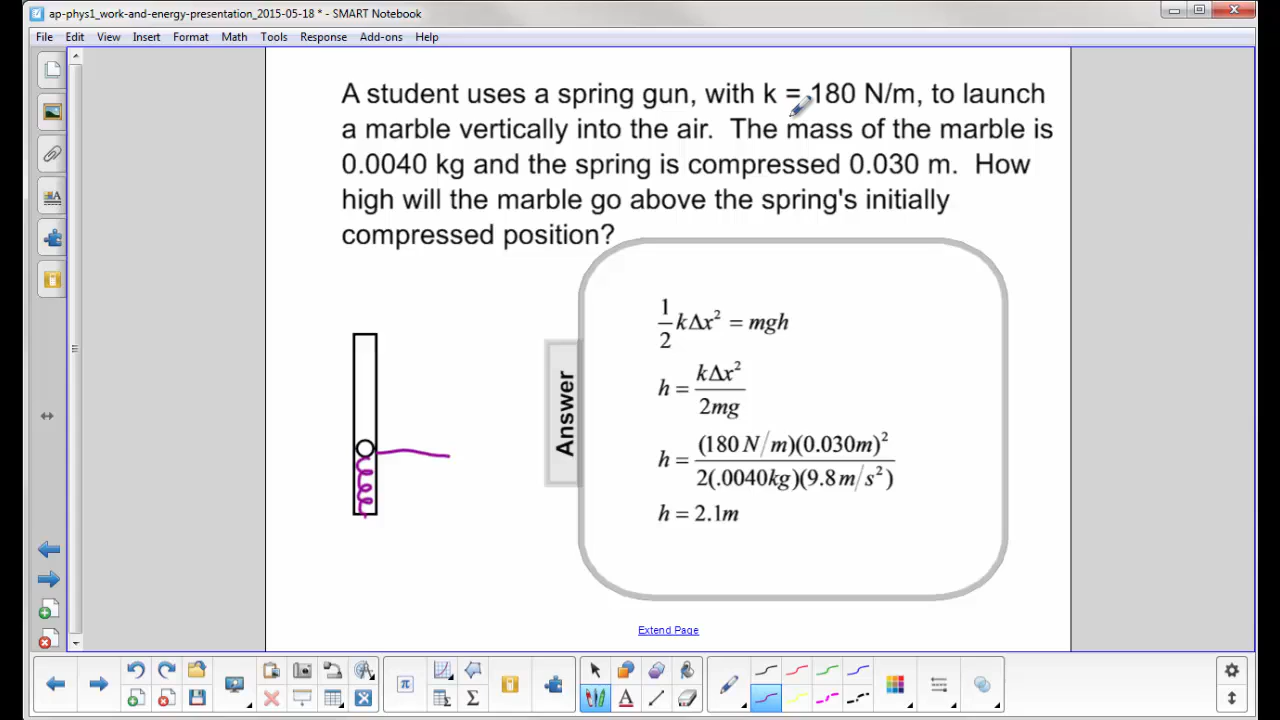 ap-phys1_work-and-energy-presentation_2015-05-18 * - SMART Notebook
File Edit View Insert Format Math Tools Response Add-ons Help
A student uses a spring gun, with k = 180 N/m, to launch
a marble vertically into the air. The mass of the marble is
0.0040 kg and the spring is compressed 0.030 m. How
high will the marble go above the spring's initially
compressed position?
Answer
1/2 kΔx² = mgh
h = kΔx² / 2mg
h = (180 N/m)(0.030m)² / 2(.0040kg)(9.8 m/s²)
h = 2.1m
Extend Page